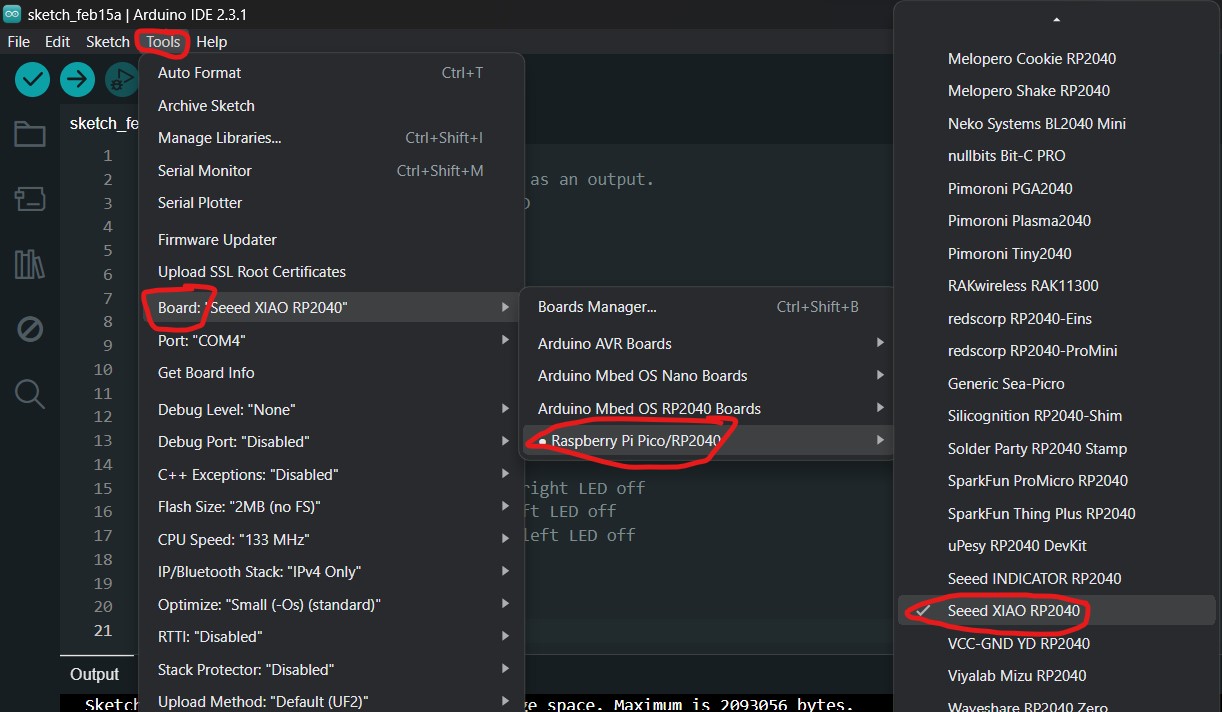 sketch_feb15a | Arduino IDE 2.3.1
File Edit Sketch Tools Help
sketch_fe
1
2
3
4
5
6
7
8
9
10
11
12
13
14
15
16
17
18
19
20
21
as an output.
right LED off
ft LED off
left LED off
Output
Sketch
ge space. Maximum is 2093056 bytes.
Auto Format Ctrl+T
Archive Sketch
Manage Libraries... Ctrl+Shift+I
Serial Monitor Ctrl+Shift+M
Serial Plotter
Firmware Updater
Upload SSL Root Certificates
Board: "Seeed XIAO RP2040"
Port: "COM4"
Get Board Info
Debug Level: "None"
Debug Port: "Disabled"
C++ Exceptions: "Disabled"
Flash Size: "2MB (no FS)"
CPU Speed: "133 MHz"
IP/Bluetooth Stack: "IPv4 Only"
Optimize: "Small (-Os) (standard)"
RTTI: "Disabled"
Stack Protector: "Disabled"
Upload Method: "Default (UF2)"
Boards Manager... Ctrl+Shift+B
Arduino AVR Boards
Arduino Mbed OS Nano Boards
Arduino Mbed OS RP2040 Boards
Raspberry Pi Pico/RP2040
Melopero Cookie RP2040
Melopero Shake RP2040
Neko Systems BL2040 Mini
nullbits Bit-C PRO
Pimoroni PGA2040
Pimoroni Plasma2040
Pimoroni Tiny2040
RAKwireless RAK11300
redscorp RP2040-Eins
redscorp RP2040-ProMini
Generic Sea-Picro
Silicognition RP2040-Shim
Solder Party RP2040 Stamp
SparkFun ProMicro RP2040
SparkFun Thing Plus RP2040
uPesy RP2040 DevKit
Seeed INDICATOR RP2040
Seeed XIAO RP2040
VCC-GND YD RP2040
Viyalab Mizu RP2040
Waveshare RP2040 Zero